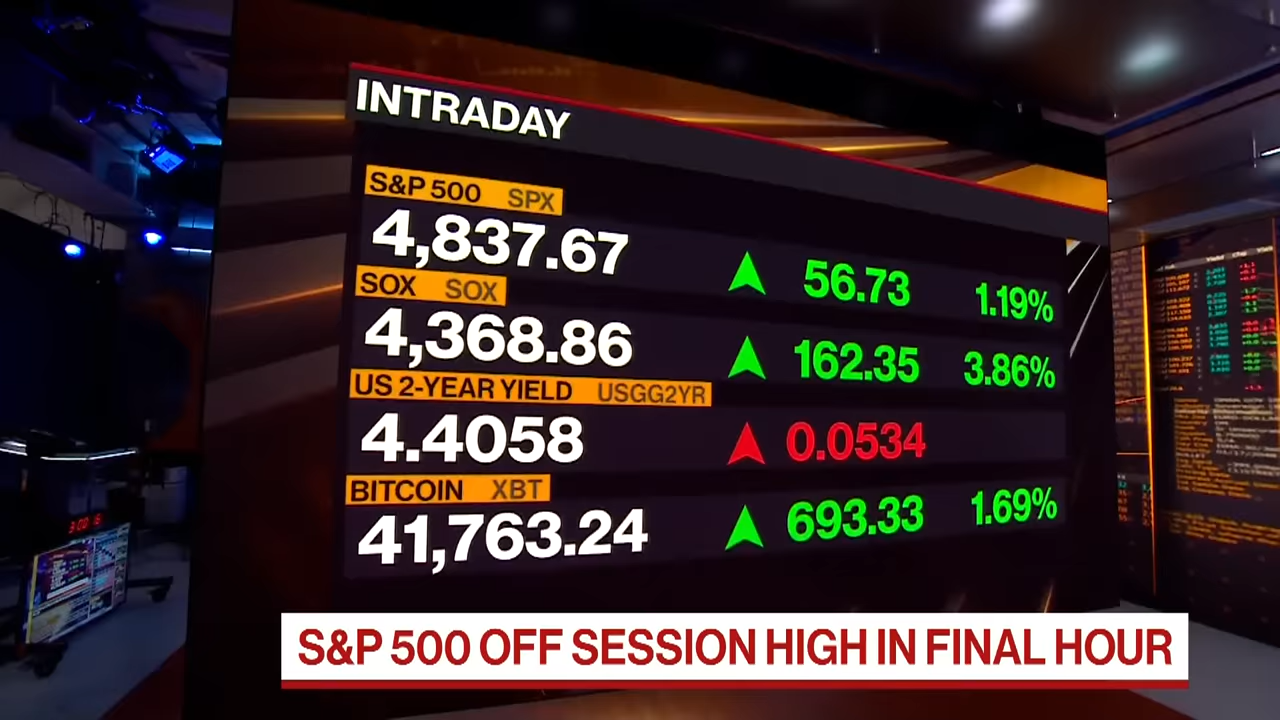 INTRADAY
S&P 500 SPX
4,837.67 56.73 1.19%
SOX SOX
4,368.86 162.35 3.86%
US 2-YEAR YIELD USGG2YR
4.4058 0.0534
BITCOIN XBT
41,763.24 693.33 1.69%
S&P 500 OFF SESSION HIGH IN FINAL HOUR